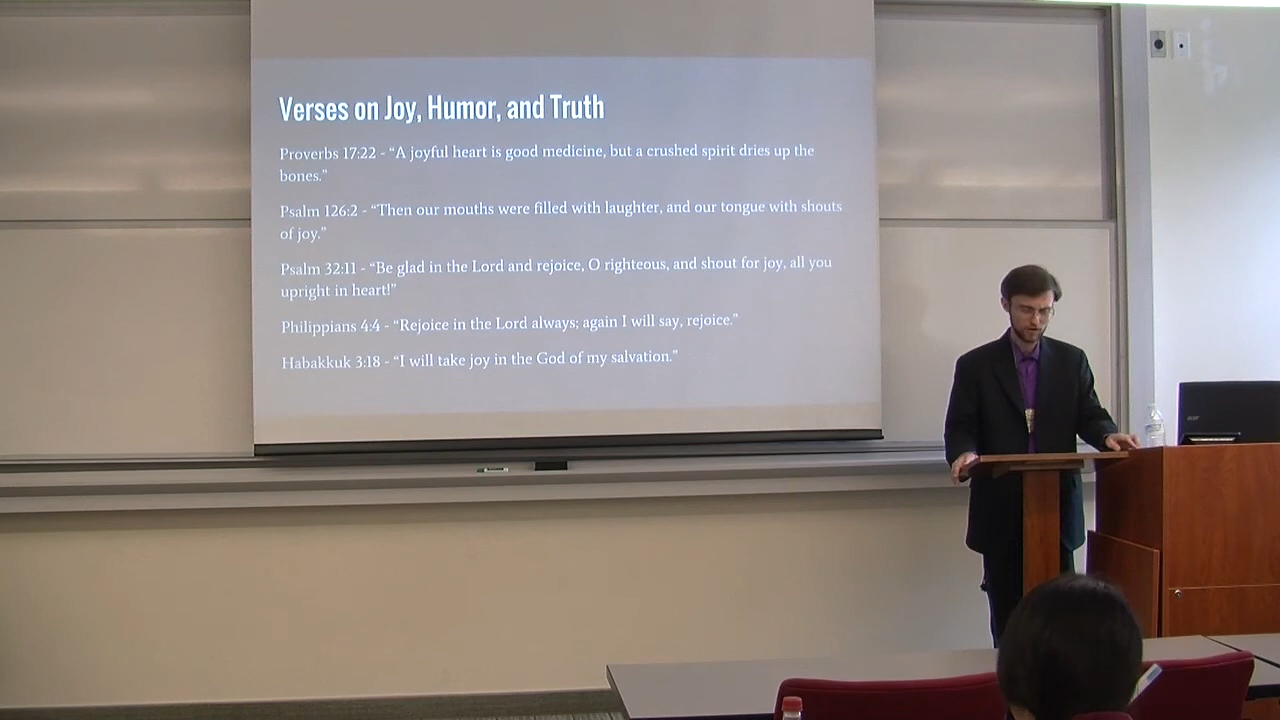 Verses on Joy, Humor, and Truth
Proverbs 17:22 - “A joyful heart is good medicine, but a crushed spirit dries up the
bones.”
Psalm 126:2 - “Then our mouths were filled with laughter, and our tongue with shouts
of joy.”
Psalm 32:11 - “Be glad in the Lord and rejoice, O righteous, and shout for joy, all you
upright in heart!”
Philippians 4:4 - “Rejoice in the Lord always; again I will say, rejoice.”
Habakkuk 3:18 - “I will take joy in the God of my salvation.”
acer